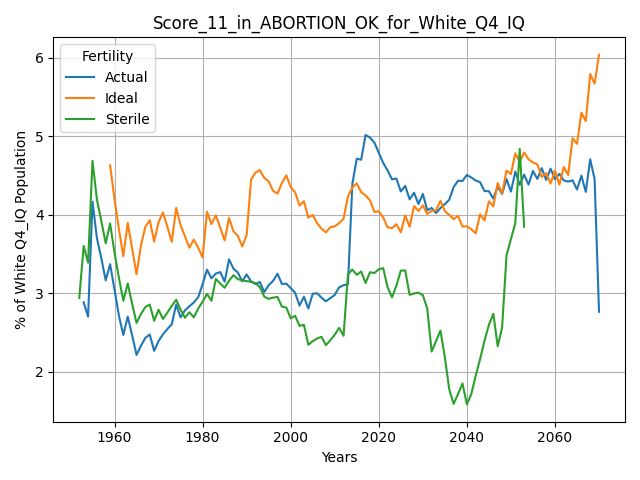 Score_11_in_ABORTION_OK_for_White_Q4_IQ
Fertility
Actual
Ideal
Sterile
% of White Q4_IQ Population
6
5
4
3
2
1960
1980
2000
2020
2040
2060
Years